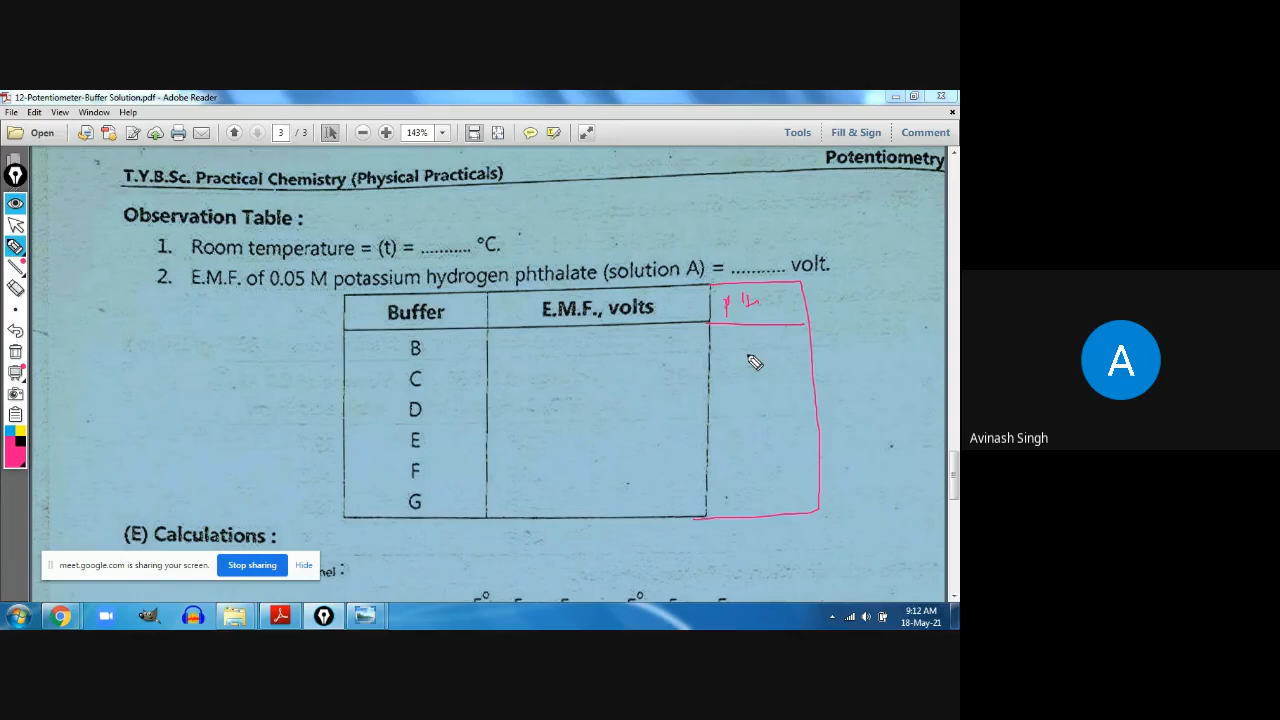 12-Potentiometer-Buffer Solution.pdf - Adobe Reader
File Edit View Window Help
Open 3 / 3 143% Tools Fill & Sign Comment
Potentiometry
T.Y.B.Sc. Practical Chemistry (Physical Practicals)
Observation Table :
1. Room temperature = (t) = .......... °C.
2. E.M.F. of 0.05 M potassium hydrogen phthalate (solution A) = .......... volt.
Buffer E.M.F., volts
B
C
D
E
F
G
(E) Calculations :
meet.google.com is sharing your screen. Stop sharing Hide
A
Avinash Singh
9:12 AM
18-May-21